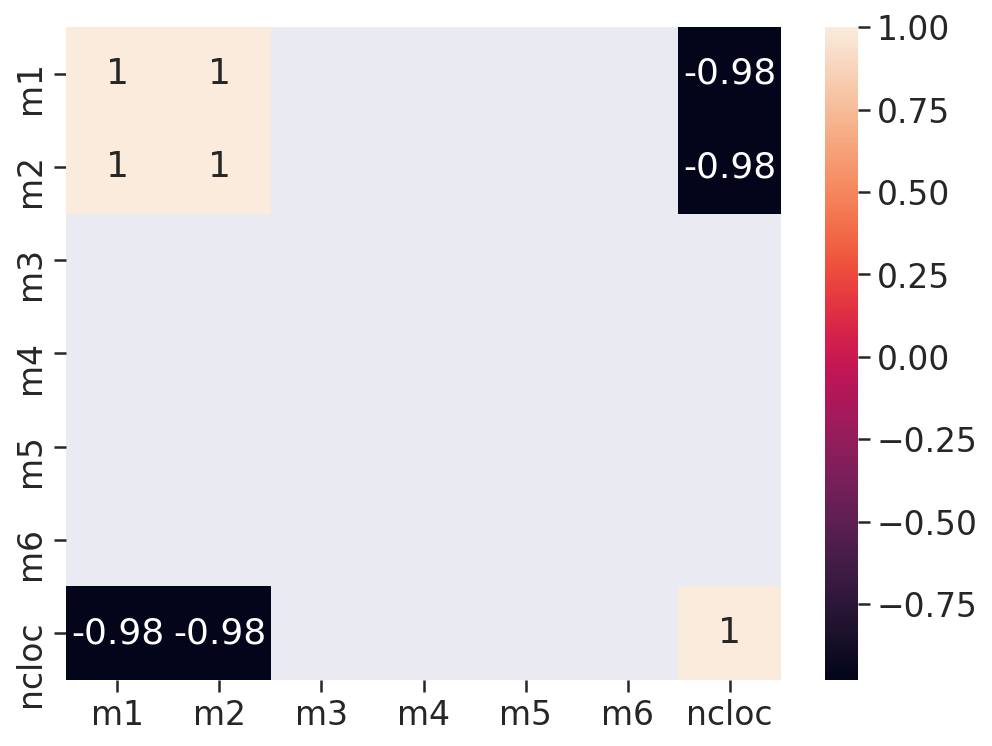 m1 1 1 -0.98
m2 1 1 -0.98
m3
m4
m5
m6
ncloc -0.98 -0.98 1
m1 m2 m3 m4 m5 m6 ncloc
1.00
0.75
0.50
0.25
0.00
−0.25
−0.50
−0.75